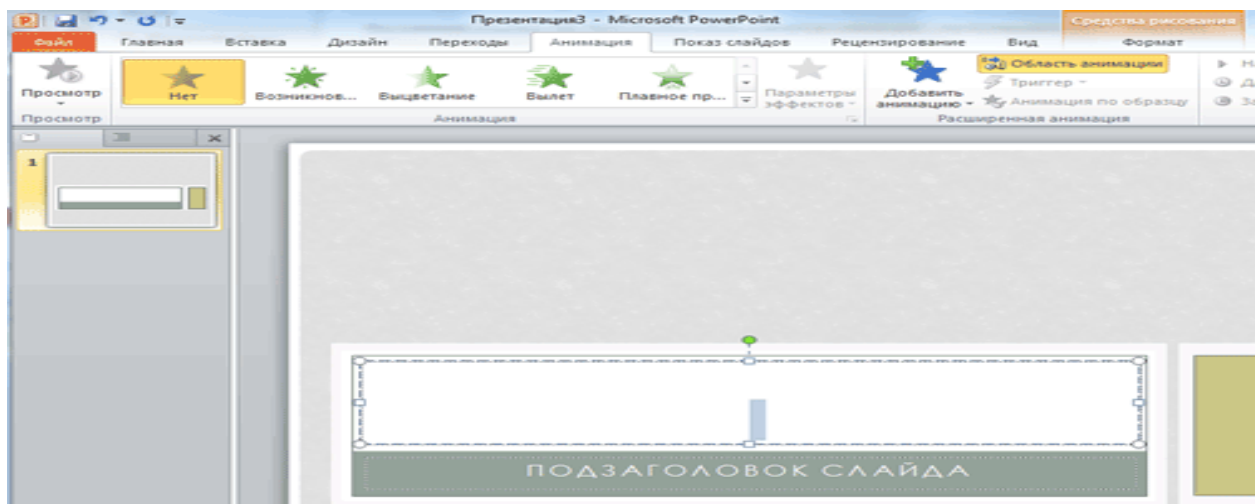 Презентация3 - Microsoft PowerPoint
Средства рисования
Файл Главная Вставка Дизайн Переходы Анимация Показ слайдов Рецензирование Вид Формат
Просмотр Нет Возникнов... Выцветание Вылет Плавное пр... Параметры эффектов Добавить анимацию Область анимации
Триггер
Анимация по образцу
Просмотр Анимация Расширенная анимация
1
ПОДЗАГОЛОВОК СЛАЙДА